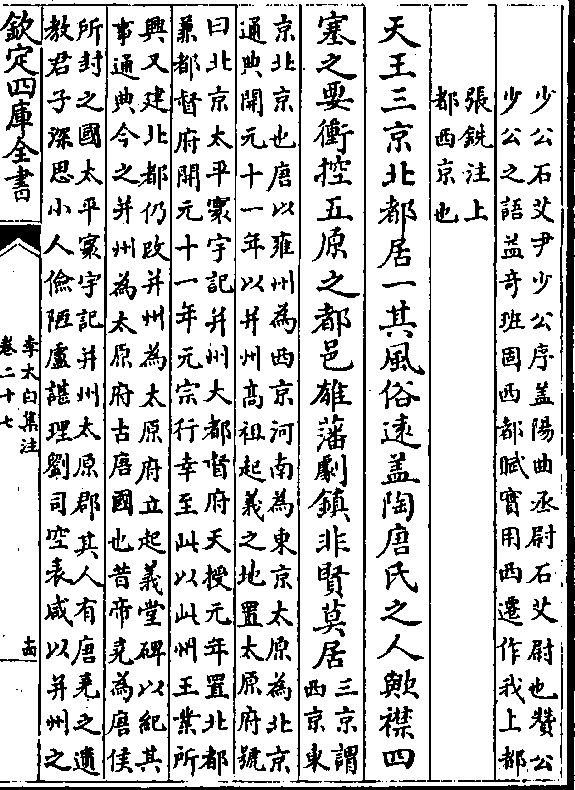 少公石艾尹少公序盖陽曲丞尉石艾尉也贊公
少公之語益奇班固西都賦寔用西遷作我上都
張銑注上
都西京也
天王三京北都居一其風俗逺盖陶唐氏之人歟襟四
塞之要衝控五原之都邑雄藩劇鎮非賢莫居
三京謂
西京東
京北京也唐以雍州為西京河南為東京太原為北京
通典開元十一年以并州髙祖起義之地置太原府號
曰北京太平寰宇記并州大都督府天授元年置北都
兼都督府開元十一年元宗行幸至此以此州王業所
興又建北都仍改并州為太原府立起義堂碑以紀其
事通典今之并州為太原府古唐國也昔帝堯為唐侯
所封之國太平寰宇記并州太原郡其人有唐堯之遺
教君子深思小人儉陋盧諶理劉司空表咸以并州之
欽定四庫全書
李太白集注
卷二十七
十四